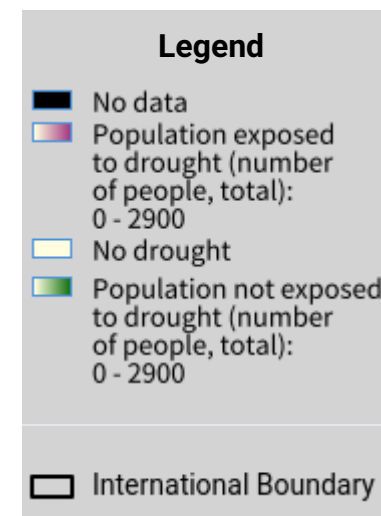 Legend
No data
Population exposed
to drought (number
of people, total):
0 - 2900
No drought
Population not exposed
to drought (number
of people, total):
0 - 2900
International Boundary